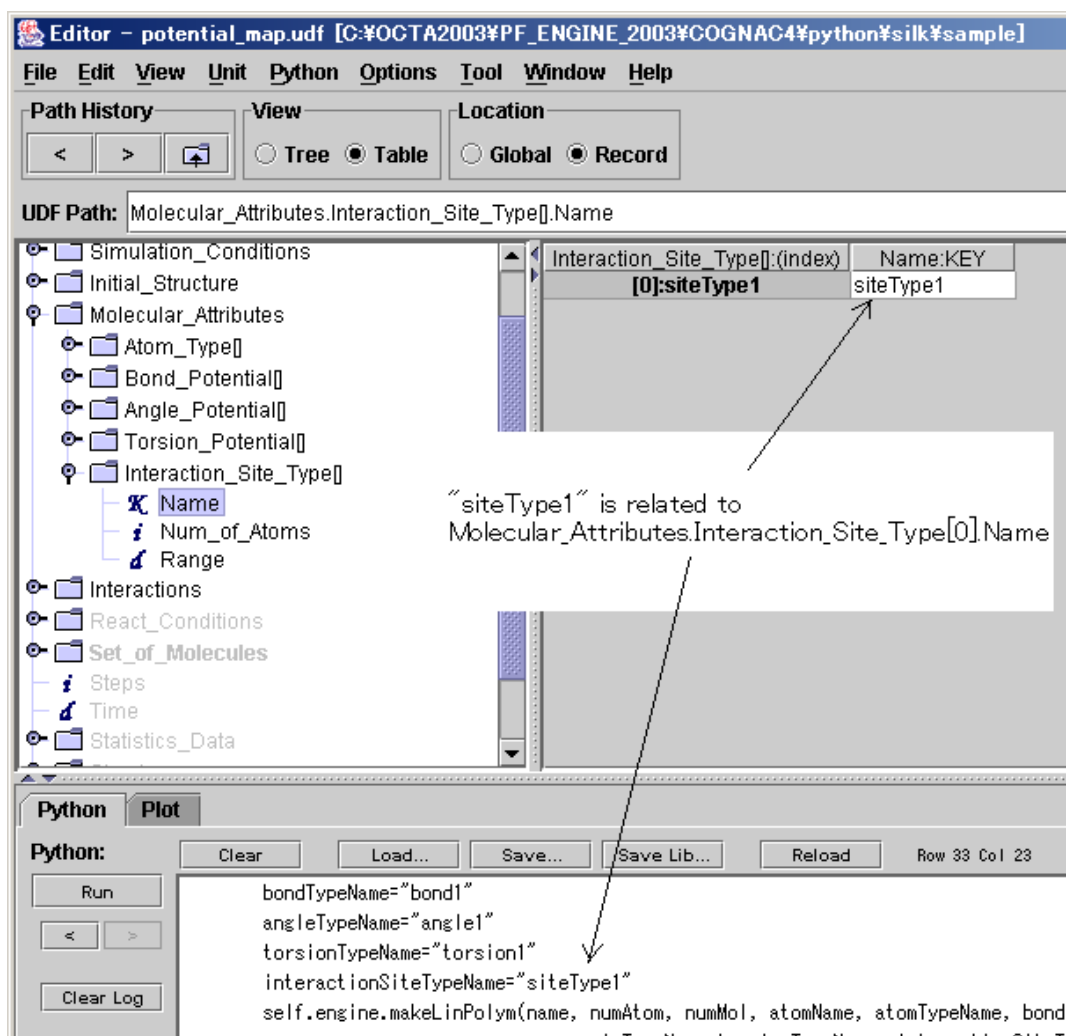 Editor - potential_map.udf [C:¥OCTA2003¥PF_ENGINE_2003¥COGNAC4¥python¥silk¥sample]
File Edit View Unit Python Options Tool Window Help
Path History View Location
< > Tree Table Global Record
UDF Path: Molecular_Attributes.Interaction_Site_Type[].Name
Simulation_Conditions
Initial_Structure
Molecular_Attributes
Atom_Type[]
Bond_Potential[]
Angle_Potential[]
Torsion_Potential[]
Interaction_Site_Type[]
K Name
i Num_of_Atoms
d Range
Interactions
React_Conditions
Set_of_Molecules
i Steps
d Time
Statistics_Data
Interaction_Site_Type[]:(index) Name:KEY
[0]:siteType1 siteType1
"siteType1" is related to
Molecular_Attributes.Interaction_Site_Type[0].Name
Python Plot
Python: Clear Load... Save... Save Lib... Reload Row 33 Col 23
Run
< >
Clear Log
bondTypeName="bond1"
angleTypeName="angle1"
torsionTypeName="torsion1"
interactionSiteTypeName="siteType1"
self.engine.makeLinPolym(name, numAtom, numMol, atomName, atomTypeName, bond